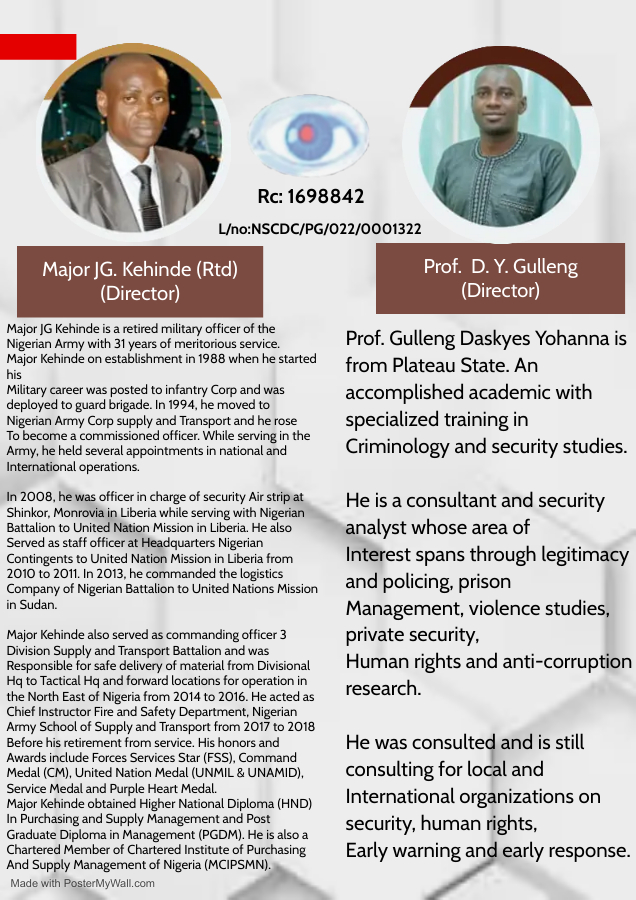 Rc: 1698842
L/no:NSCDC/PG/022/0001322
Major JG. Kehinde (Rtd)
(Director)
Major JG Kehinde is a retired military officer of the
Nigerian Army with 31 years of meritorious service.
Major Kehinde on establishment in 1988 when he started
his
Military career was posted to infantry Corp and was
deployed to guard brigade. In 1994, he moved to
Nigerian Army Corp supply and Transport and he rose
To become a commissioned officer. While serving in the
Army, he held several appointments in national and
International operations.
In 2008, he was officer in charge of security Air strip at
Shinkor, Monrovia in Liberia while serving with Nigerian
Battalion to United Nation Mission in Liberia. He also
Served as staff officer at Headquarters Nigerian
Contingents to United Nation Mission in Liberia from
2010 to 2011. In 2013, he commanded the logistics
Company of Nigerian Battalion to United Nations Mission
in Sudan.
Major Kehinde also served as commanding officer 3
Division Supply and Transport Battalion and was
Responsible for safe delivery of material from Divisional
Hq to Tactical Hq and forward locations for operation in
the North East of Nigeria from 2014 to 2016. He acted as
Chief Instructor Fire and Safety Department, Nigerian
Army School of Supply and Transport from 2017 to 2018
Before his retirement from service. His honors and
Awards include Forces Services Star (FSS), Command
Medal (CM), United Nation Medal (UNMIL & UNAMID),
Service Medal and Purple Heart Medal.
Major Kehinde obtained Higher National Diploma (HND)
In Purchasing and Supply Management and Post
Graduate Diploma in Management (PGDM). He is also a
Chartered Member of Chartered Institute of Purchasing
And Supply Management of Nigeria (MCIPSMN).
Prof. D. Y. Gulleng
(Director)
Prof. Gulleng Daskyes Yohanna is
from Plateau State. An
accomplished academic with
specialized training in
Criminology and security studies.
He is a consultant and security
analyst whose area of
Interest spans through legitimacy
and policing, prison
Management, violence studies,
private security,
Human rights and anti-corruption
research.
He was consulted and is still
consulting for local and
International organizations on
security, human rights,
Early warning and early response.
Made with PosterMyWall.com